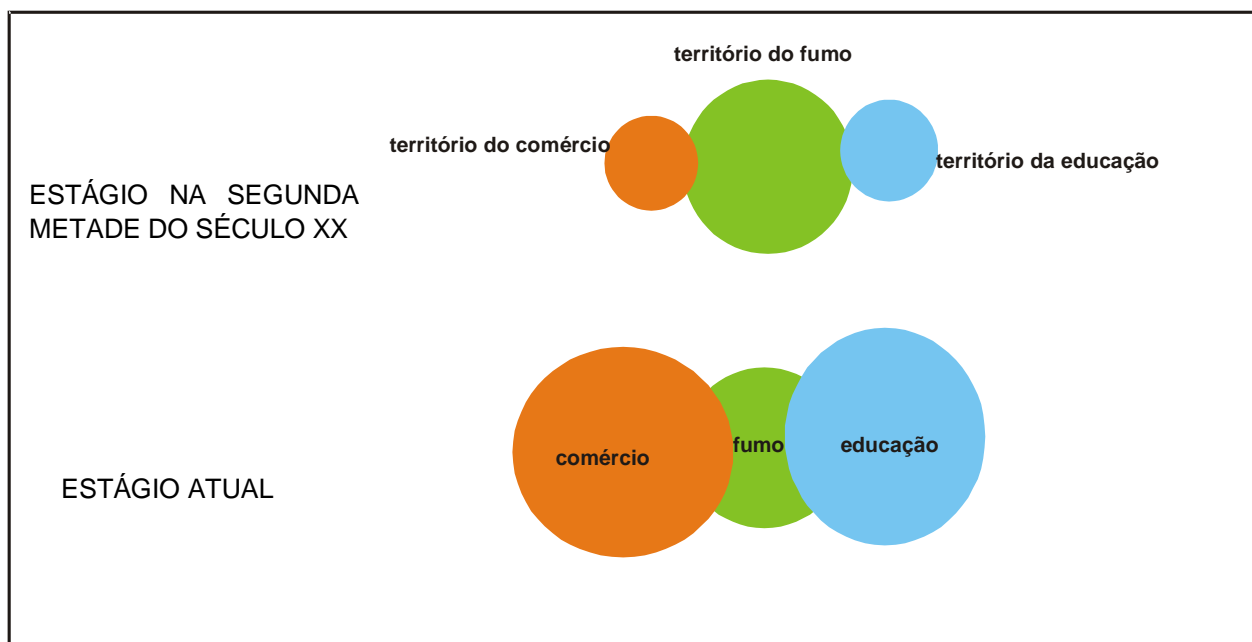 território do fumo
território do comércio
território da educação
ESTÁGIO NA SEGUNDA
METADE DO SÉCULO XX
comércio
fumo
educação
ESTÁGIO ATUAL